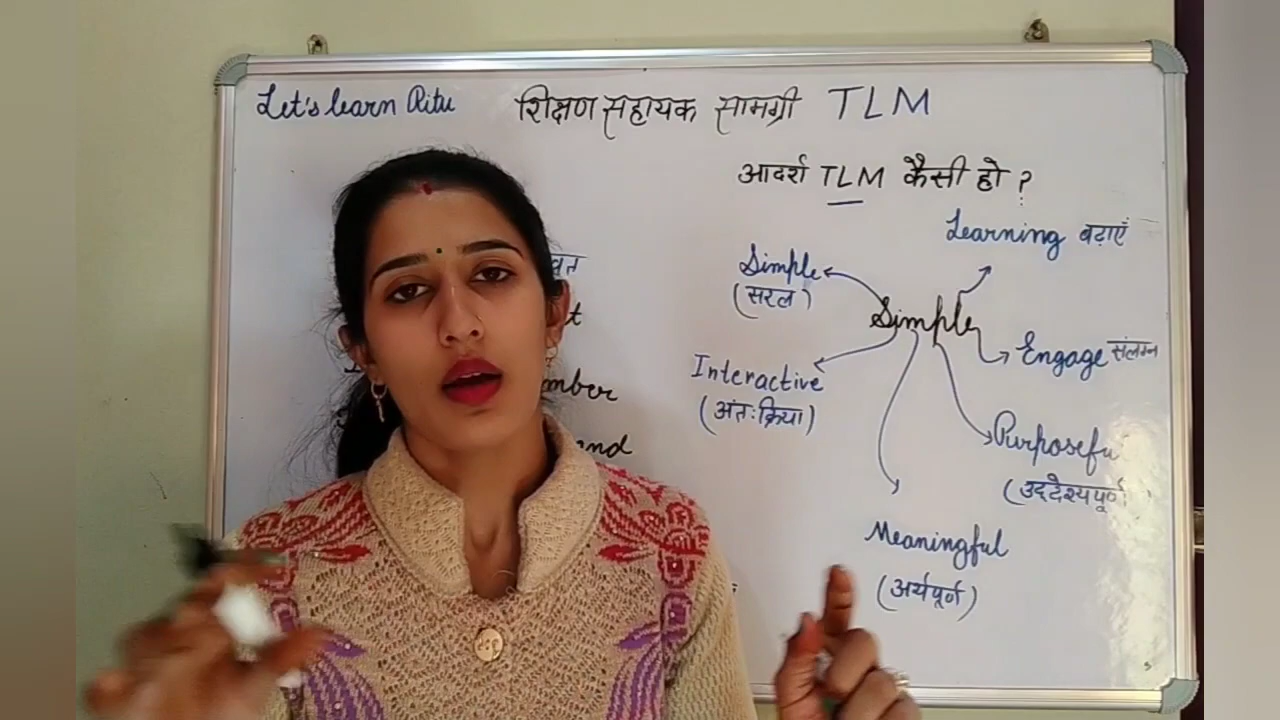 Let's learn Ritu
शिक्षण सहायक सामग्री TLM
आदर्श TLM कैसी हो ?
Learning बढ़ाएं
Simple
(सरल)
Simple
Engage संलग्न
Interactive
(अंतःक्रिया)
Purposefu
(उद्देश्यपूर्ण
Meaningful
(अर्थपूर्ण)